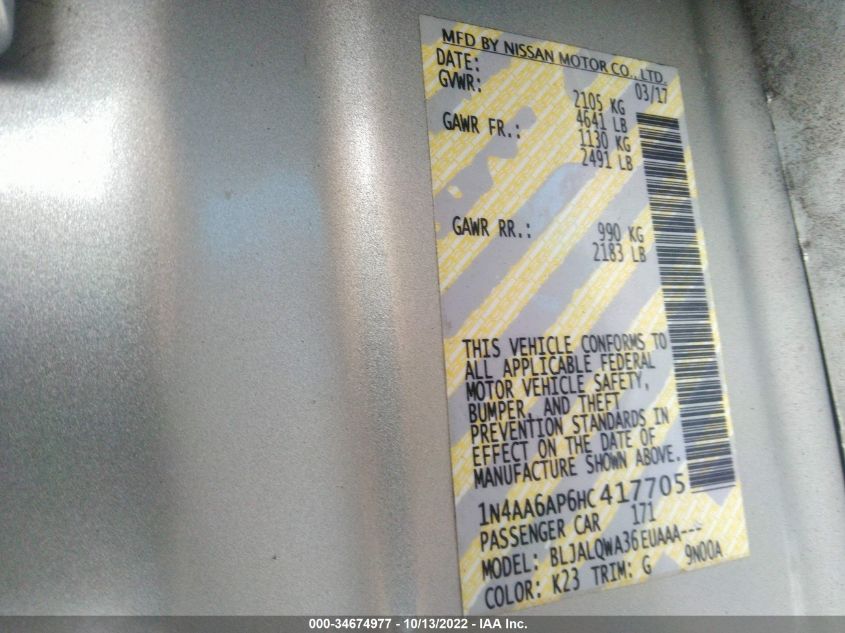 MFD BY NISSAN MOTOR CO., LTD.
DATE: 03/17
GVWR: 2105 KG
4641 LB
GAWR FR.: 1130 KG
2491 LB
GAWR RR.: 990 KG
2183 LB
THIS VEHICLE CONFORMS TO
ALL APPLICABLE FEDERAL
MOTOR VEHICLE SAFETY,
BUMPER, AND THEFT
PREVENTION STANDARDS IN
EFFECT ON THE DATE OF
MANUFACTURE SHOWN ABOVE.
1N4AA6AP6HC417705
PASSENGER CAR 171
MODEL: BLJALQWA36EUAAA---
COLOR: K23 TRIM: G 9N00A
000-34674977 - 10/13/2022 - IAA Inc.